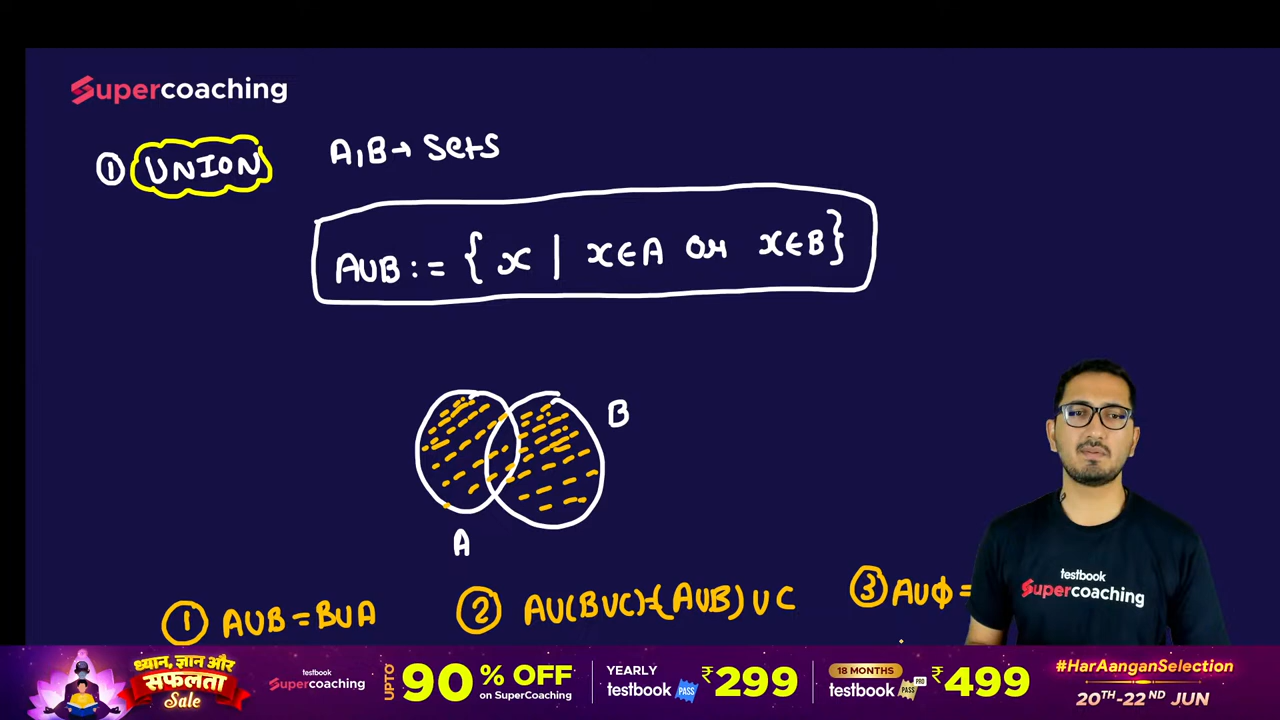 Supercoaching
① UNION A,B → Sets
A∪B := { x | x∈A or x∈B}
B
A
① A∪B = B∪A ② A∪(B∪C)=(A∪B)∪C ③ A∪ϕ =
testbook
Supercoaching
ध्यान, ज्ञान और
सफलता
Sale
testbook
Supercoaching
UPTO 90% OFF
on SuperCoaching
YEARLY
testbook PASS ₹299
18 MONTHS
testbook PASS PRO ₹499
#HarAanganSelection
20TH-22ND JUN